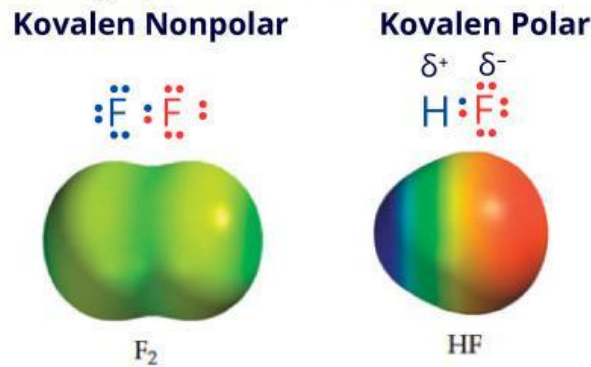 Kovalen Nonpolar
Kovalen Polar
δ+ δ−
:F:F:
H:F:
F₂
HF